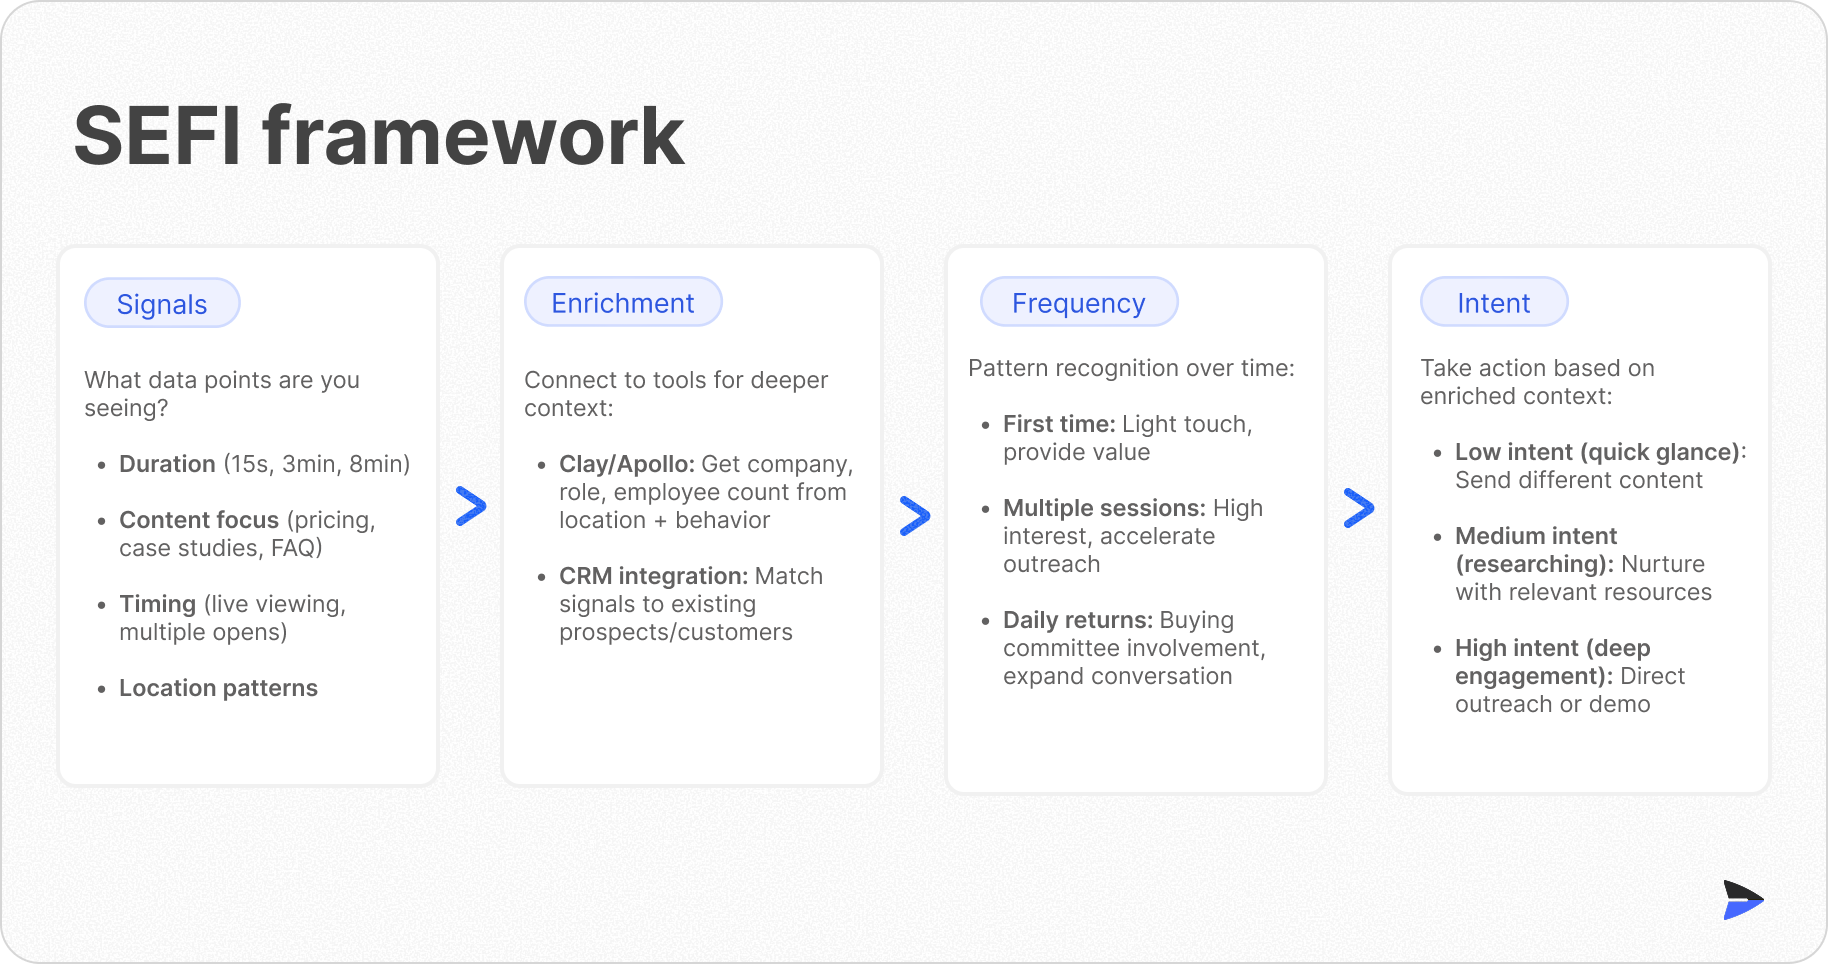 SEFI framework
Signals
What data points are you
seeing?
• Duration (15s, 3min, 8min)
• Content focus (pricing,
case studies, FAQ)
• Timing (live viewing,
multiple opens)
• Location patterns
Enrichment
Connect to tools for deeper
context:
• Clay/Apollo: Get company,
role, employee count from
location + behavior
• CRM integration: Match
signals to existing
prospects/customers
Frequency
Pattern recognition over time:
• First time: Light touch,
provide value
• Multiple sessions: High
interest, accelerate
outreach
• Daily returns: Buying
committee involvement,
expand conversation
Intent
Take action based on
enriched context:
• Low intent (quick glance):
Send different content
• Medium intent
(researching): Nurture
with relevant resources
• High intent (deep
engagement): Direct
outreach or demo